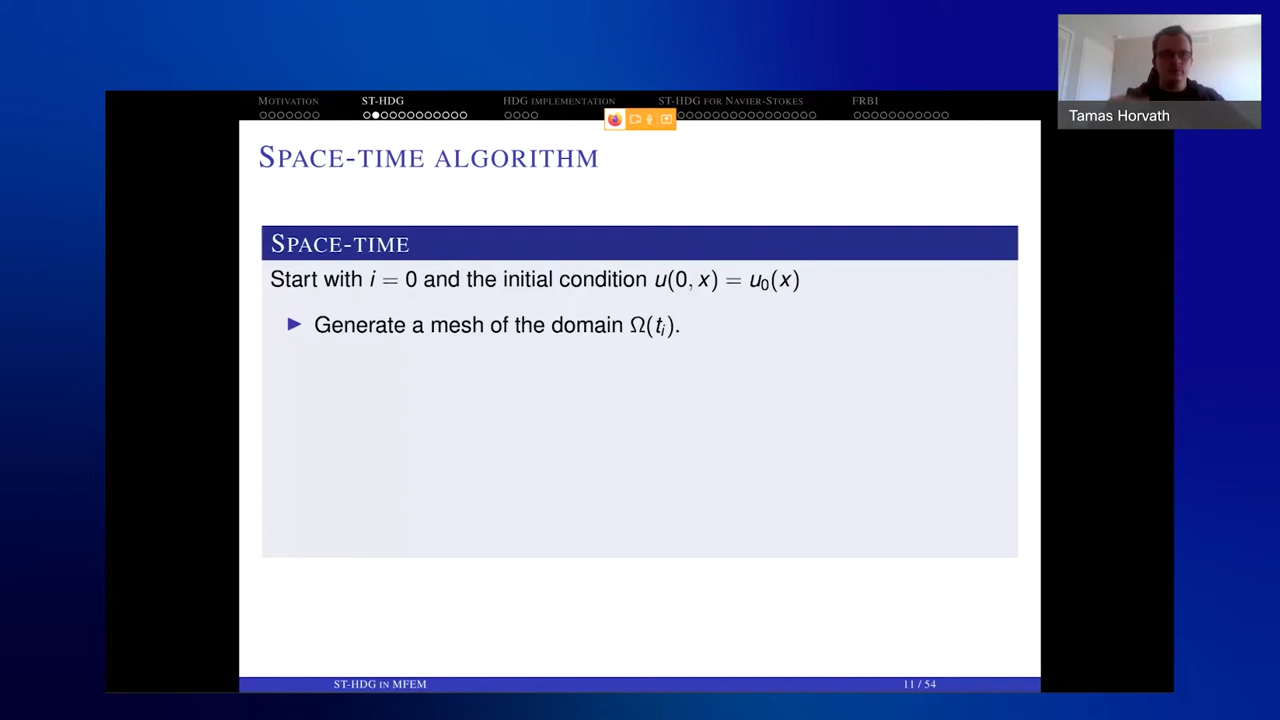 MOTIVATION ST-HDG HDG IMPLEMENTATION ST-HDG FOR NAVIER-STOKES FRBI
Tamas Horvath
SPACE-TIME ALGORITHM
SPACE-TIME
Start with i = 0 and the initial condition u(0, x) = u₀(x)
▶ Generate a mesh of the domain Ω(tᵢ).
ST-HDG IN MFEM 11 / 54